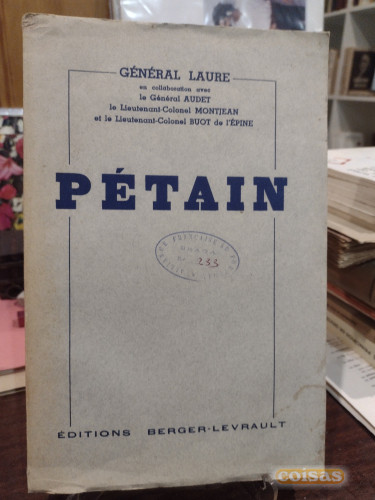 GÉNÉRAL LAURE
en collaboration avec
le Général AUDET
le Lieutenant-Colonel MONTJEAN
et le Lieutenant-Colonel BUOT de l'ÉPINE
PÉTAIN
233
ÉDITIONS BERGER-LEVRAULT
coisas